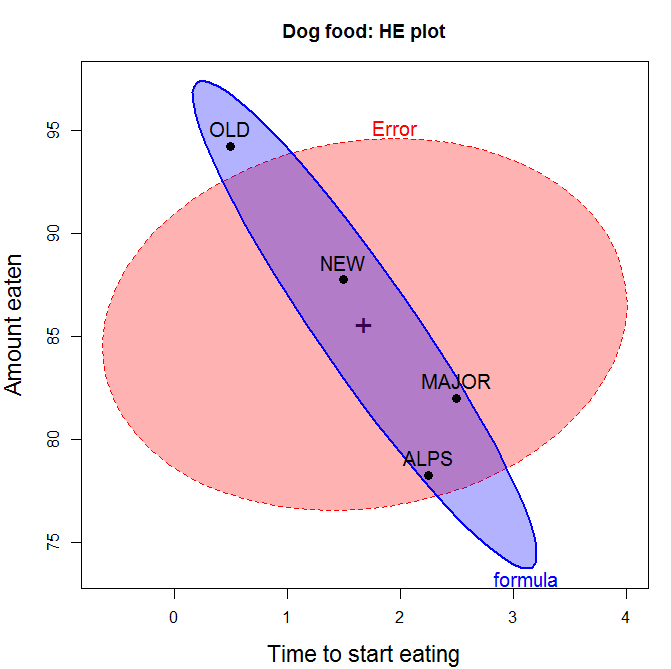 Dog food: HE plot
Error
OLD
NEW
MAJOR
ALPS
formula
Amount eaten
95
90
85
80
75
0 1 2 3 4
Time to start eating